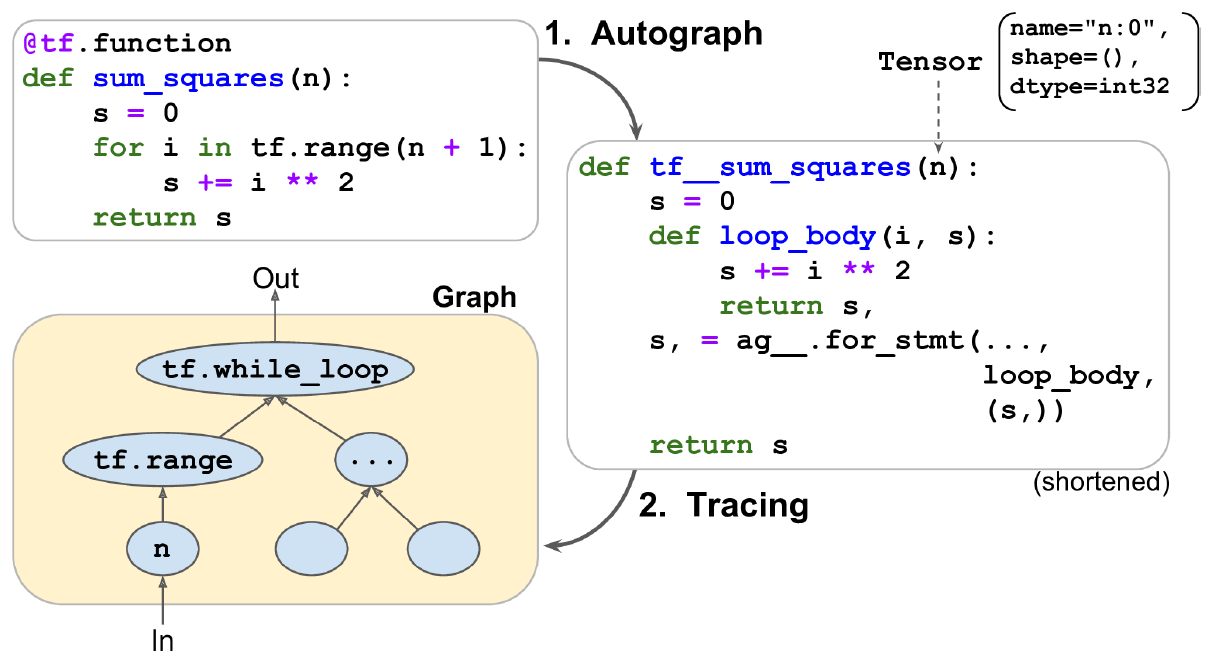 @tf.function
def sum_squares(n):
    s = 0
    for i in tf.range(n + 1):
        s += i ** 2
    return s
1. Autograph
Tensor
name="n:0",
shape=(),
dtype=int32
def tf__sum_squares(n):
    s = 0
    def loop_body(i, s):
        s += i ** 2
        return s,
    s, = ag__.for_stmt(...,
                       loop_body,
                       (s,))
    return s
(shortened)
2. Tracing
Graph
Out
tf.while_loop
tf.range
...
n
In